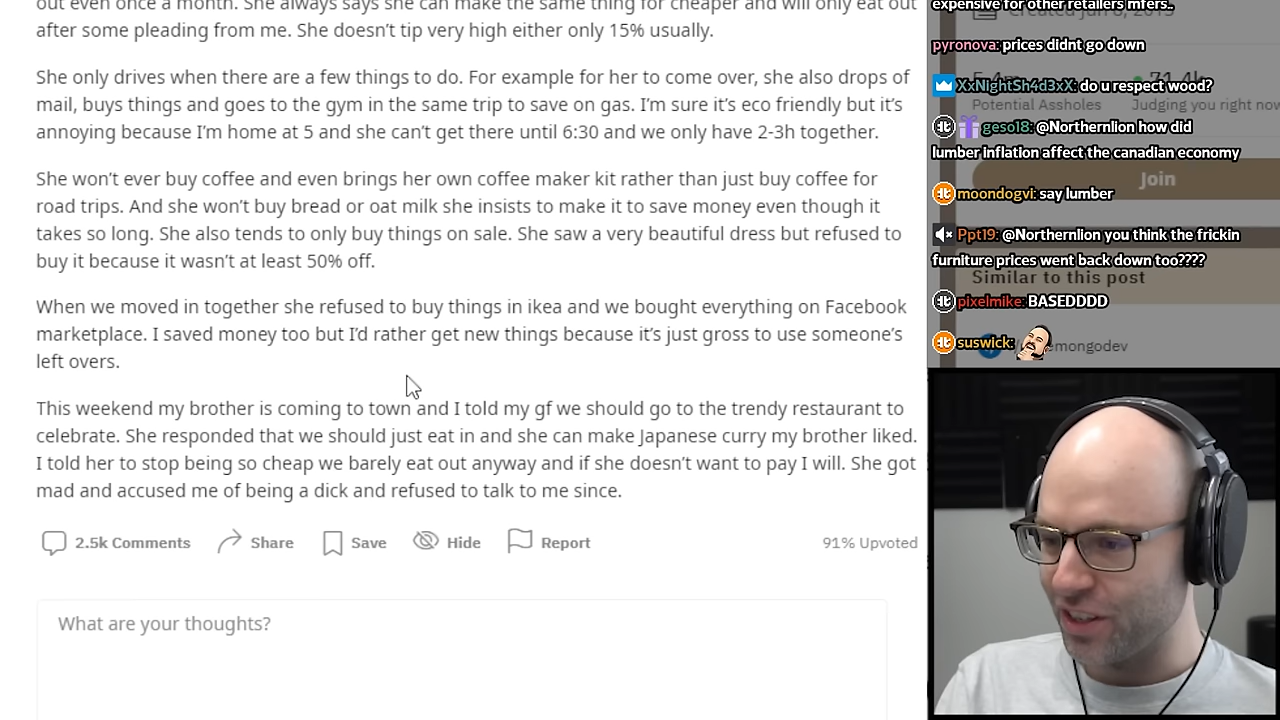 out even once a month. She always says she can make the same thing for cheaper and will only eat out
after some pleading from me. She doesn't tip very high either only 15% usually.
She only drives when there are a few things to do. For example for her to come over, she also drops of
mail, buys things and goes to the gym in the same trip to save on gas. I'm sure it's eco friendly but it's
annoying because I'm home at 5 and she can't get there until 6:30 and we only have 2-3h together.
She won't ever buy coffee and even brings her own coffee maker kit rather than just buy coffee for
road trips. And she won't buy bread or oat milk she insists to make it to save money even though it
takes so long. She also tends to only buy things on sale. She saw a very beautiful dress but refused to
buy it because it wasn't at least 50% off.
When we moved in together she refused to buy things in ikea and we bought everything on Facebook
marketplace. I saved money too but I'd rather get new things because it's just gross to use someone's
left overs.
This weekend my brother is coming to town and I told my gf we should go to the trendy restaurant to
celebrate. She responded that we should just eat in and she can make Japanese curry my brother liked.
I told her to stop being so cheap we barely eat out anyway and if she doesn't want to pay I will. She got
mad and accused me of being a dick and refused to talk to me since.
2.5k Comments Share Save Hide Report 91% Upvoted
What are your thoughts?
expensive for other retailers mfers..
pyronova: prices didnt go down
XxNIghtSh4d3xX: do u respect wood?
Potential Assholes Judging you right now
geso18: @Northernlion how did
lumber inflation affect the canadian economy
Join
moondogvi: say lumber
Ppt19: @Northernlion you think the frickin
furniture prices went back down too????
Similar to this post
pixelmike: BASEDDDD
suswick:
emongodev